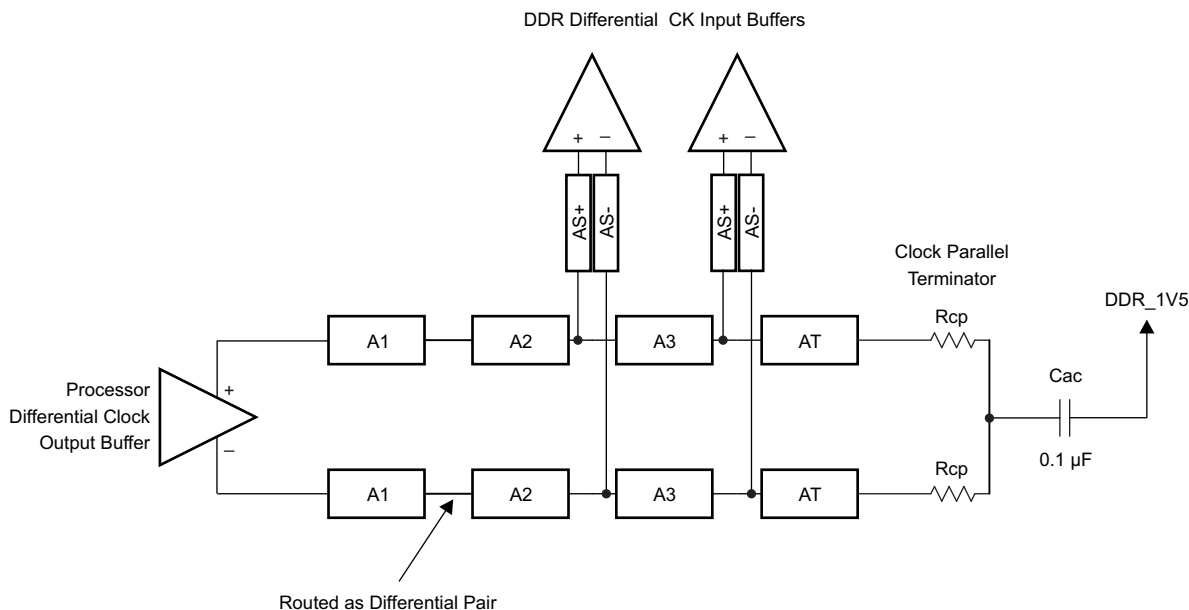 DDR Differential CK Input Buffers
+ – + –
AS+ AS- AS+ AS-
Clock Parallel
Terminator
DDR_1V5
A1 A2 A3 AT Rcp
Processor
Differential Clock
Output Buffer
+
–
Cac
0.1 µF
A1 A2 A3 AT Rcp
Routed as Differential Pair